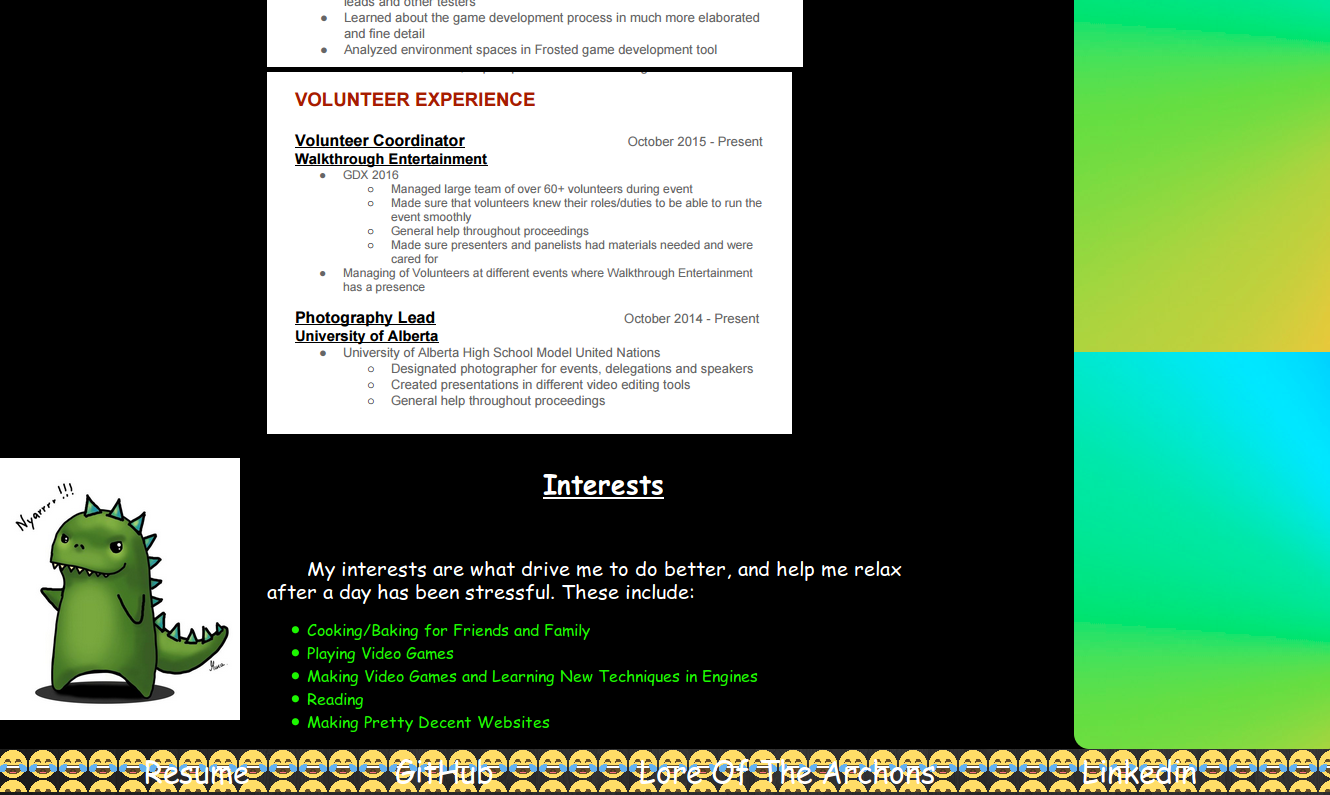 leads and other testers
● Learned about the game development process in much more elaborated
and fine detail
● Analyzed environment spaces in Frosted game development tool
VOLUNTEER EXPERIENCE
Volunteer Coordinator October 2015 - Present
Walkthrough Entertainment
● GDX 2016
○ Managed large team of over 60+ volunteers during event
○ Made sure that volunteers knew their roles/duties to be able to run the
event smoothly
○ General help throughout proceedings
○ Made sure presenters and panelists had materials needed and were
cared for
● Managing of Volunteers at different events where Walkthrough Entertainment
has a presence
Photography Lead October 2014 - Present
University of Alberta
● University of Alberta High School Model United Nations
○ Designated photographer for events, delegations and speakers
○ Created presentations in different video editing tools
○ General help throughout proceedings
Nyarrr!!!
Interests
My interests are what drive me to do better, and help me relax
after a day has been stressful. These include:
● Cooking/Baking for Friends and Family
● Playing Video Games
● Making Video Games and Learning New Techniques in Engines
● Reading
● Making Pretty Decent Websites
Resume GitHub Lore Of The Archons Linkedin